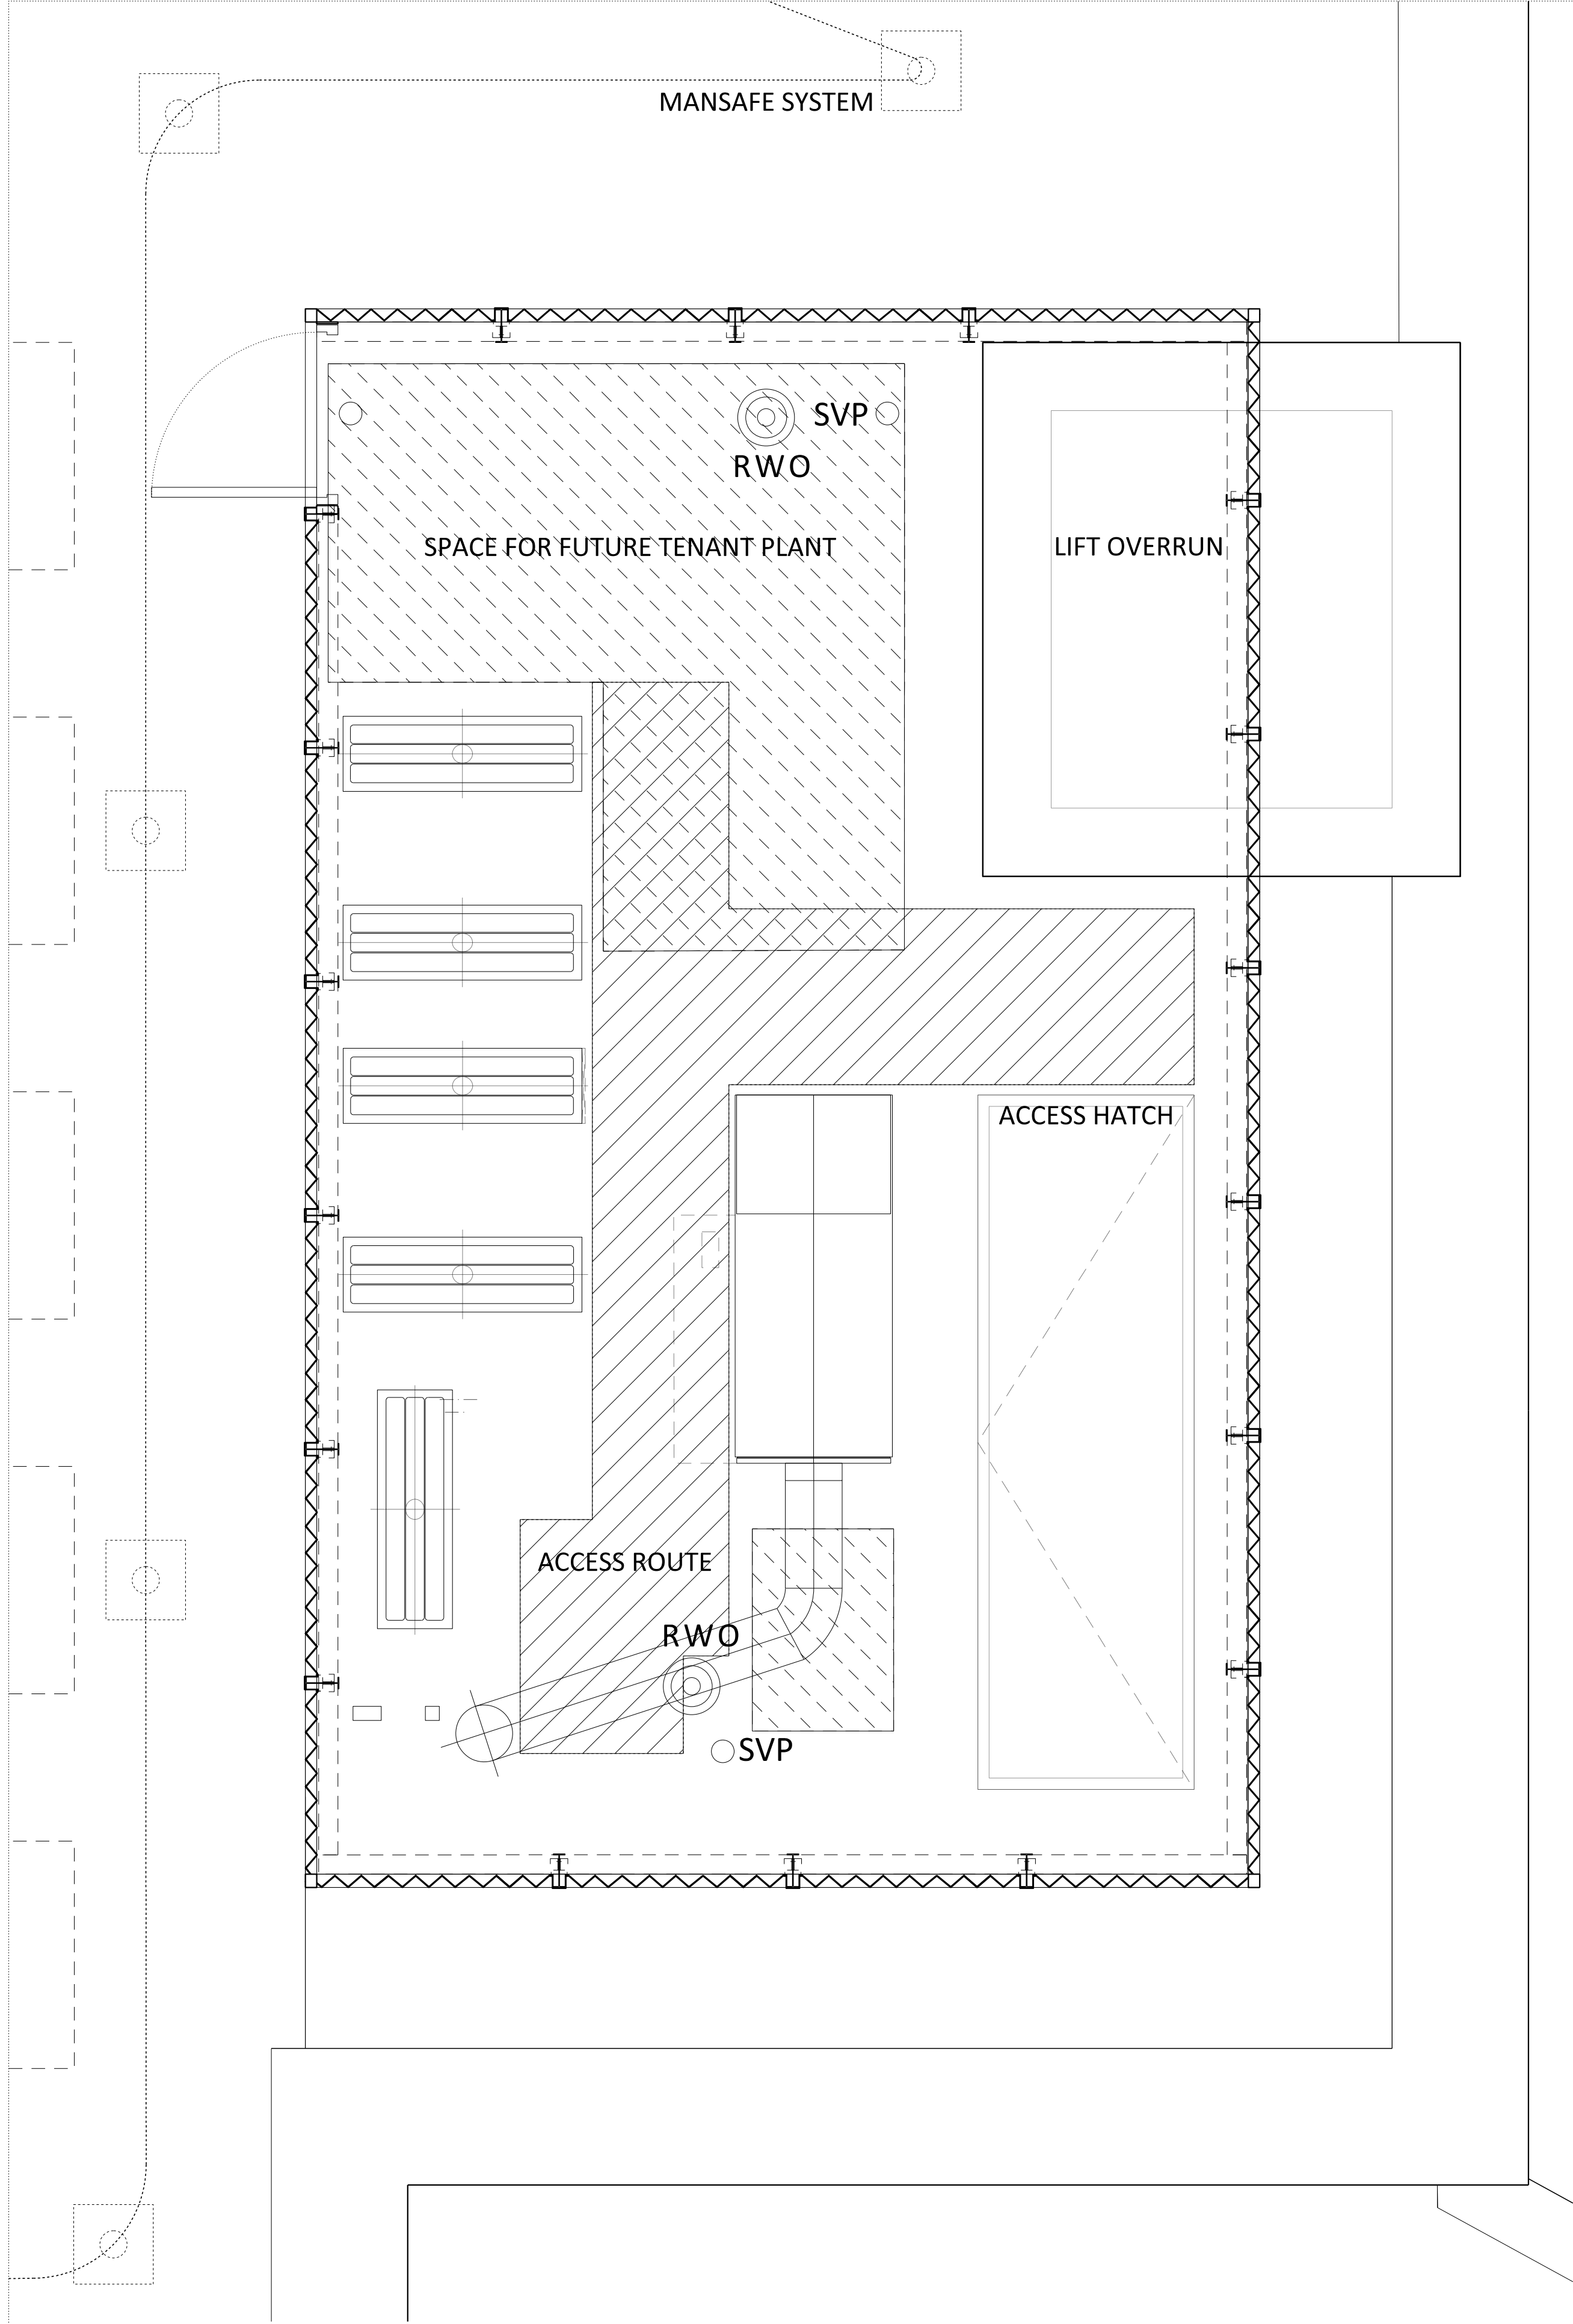 MANSAFE SYSTEM
SVP
RWO
SPACE FOR FUTURE TENANT PLANT
LIFT OVERRUN
ACCESS HATCH
ACCESS ROUTE
RWO
SVP